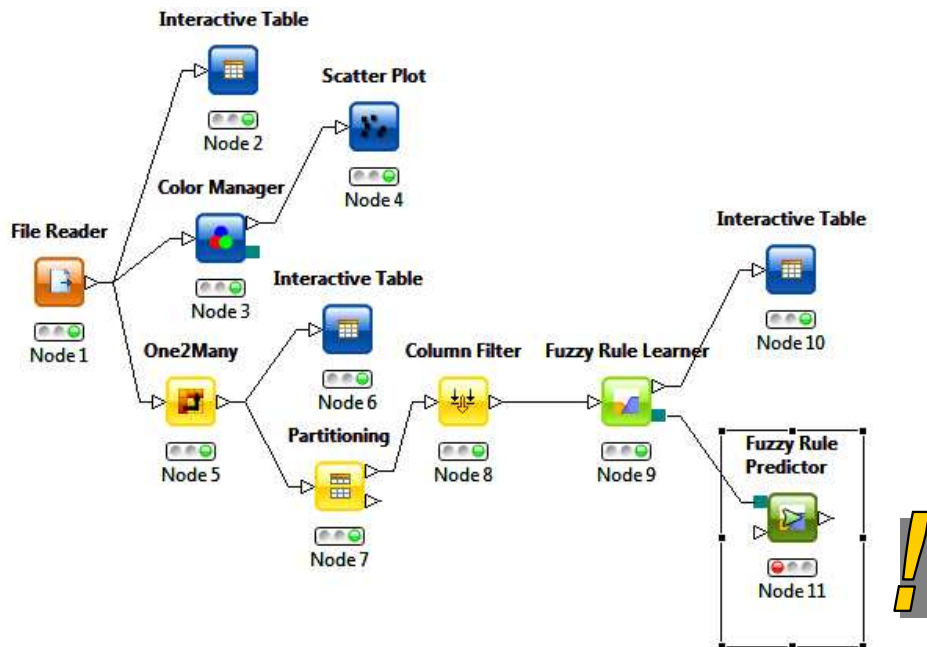 Interactive Table
Node 2
Scatter Plot
Node 4
Color Manager
Node 3
File Reader
Node 1
Interactive Table
Node 6
One2Many
Node 5
Partitioning
Node 7
Column Filter
Node 8
Fuzzy Rule Learner
Node 9
Interactive Table
Node 10
Fuzzy Rule
Predictor
Node 11
!